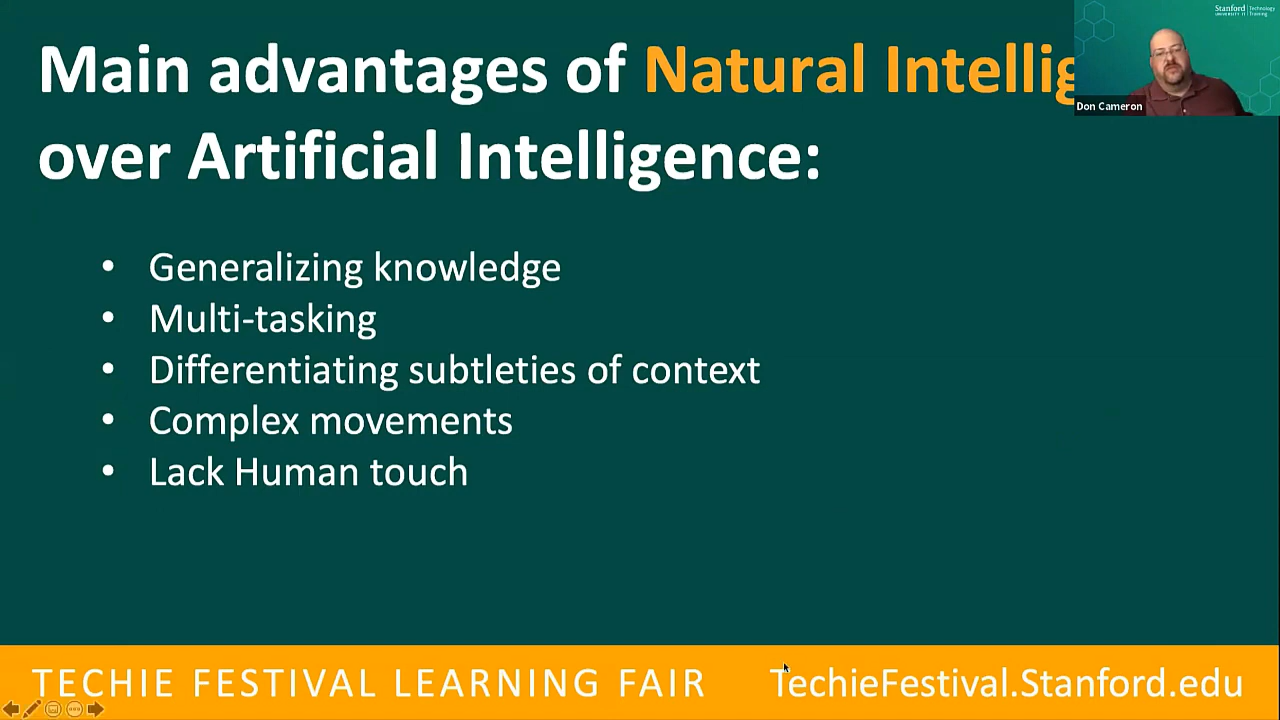 Main advantages of Natural Intellig
over Artificial Intelligence:
Stanford Technology
UNIVERSITY IT Training
Don Cameron
• Generalizing knowledge
• Multi-tasking
• Differentiating subtleties of context
• Complex movements
• Lack Human touch
TECHIE FESTIVAL LEARNING FAIR TechieFestival.Stanford.edu